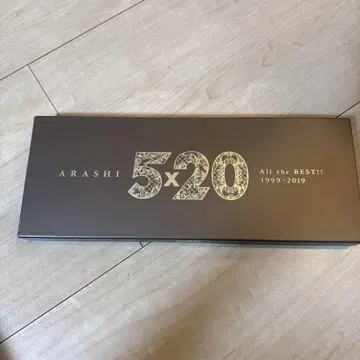 ARASHI
5x20
All the BEST!!
1999-2019